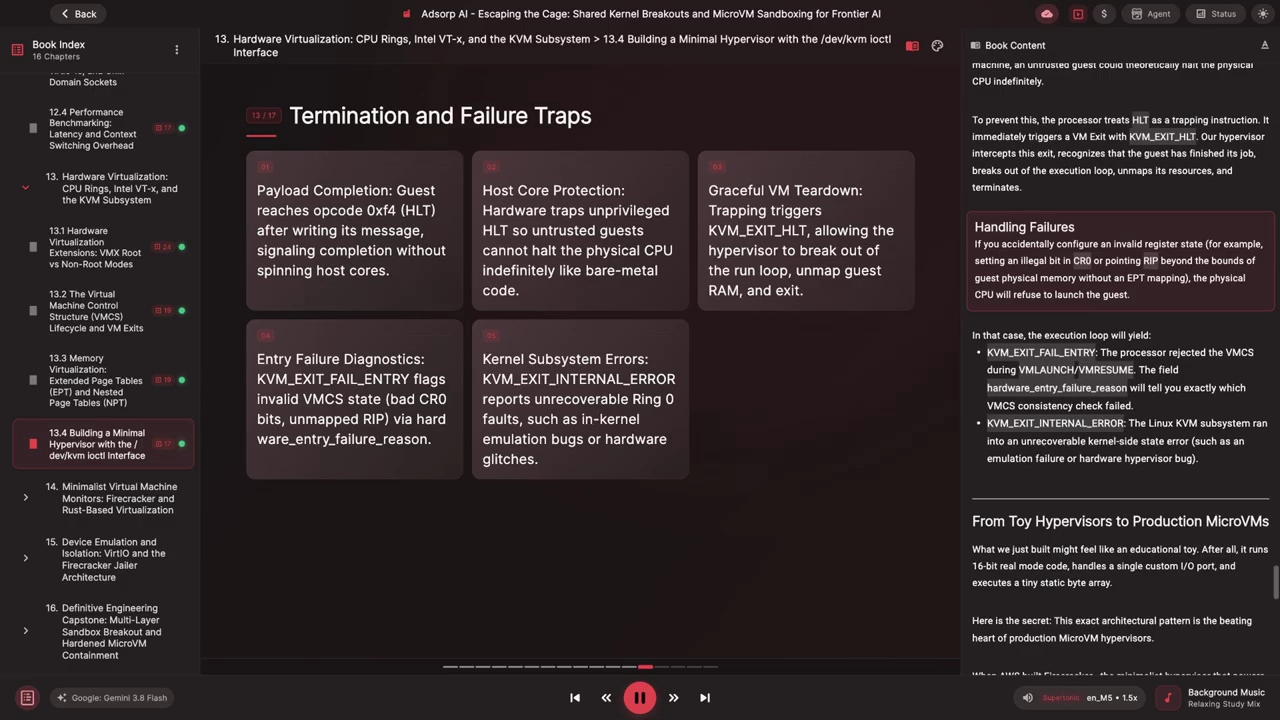 Back
Adsorp AI - Escaping the Cage: Shared Kernel Breakouts and MicroVM Sandboxing for Frontier AI
$
Agent
Status
Book Index
16 Chapters
Domain Sockets
12.4 Performance
Benchmarking:
Latency and Context
Switching Overhead
17
13. Hardware Virtualization:
CPU Rings, Intel VT-x, and
the KVM Subsystem
13.1 Hardware
Virtualization
Extensions: VMX Root
vs Non-Root Modes
24
13.2 The Virtual
Machine Control
Structure (VMCS)
Lifecycle and VM Exits
19
13.3 Memory
Virtualization:
Extended Page Tables
(EPT) and Nested
Page Tables (NPT)
19
13.4 Building a Minimal
Hypervisor with the /
dev/kvm ioctl Interface
17
14. Minimalist Virtual Machine
Monitors: Firecracker and
Rust-Based Virtualization
15. Device Emulation and
Isolation: VirtIO and the
Firecracker Jailer
Architecture
16. Definitive Engineering
Capstone: Multi-Layer
Sandbox Breakout and
Hardened MicroVM
Containment
13. Hardware Virtualization: CPU Rings, Intel VT-x, and the KVM Subsystem > 13.4 Building a Minimal Hypervisor with the /dev/kvm ioctl
Interface
13 / 17
Termination and Failure Traps
01
Payload Completion: Guest
reaches opcode 0xf4 (HLT)
after writing its message,
signaling completion without
spinning host cores.
02
Host Core Protection:
Hardware traps unprivileged
HLT so untrusted guests
cannot halt the physical CPU
indefinitely like bare-metal
code.
03
Graceful VM Teardown:
Trapping triggers
KVM_EXIT_HLT, allowing the
hypervisor to break out of
the run loop, unmap guest
RAM, and exit.
04
Entry Failure Diagnostics:
KVM_EXIT_FAIL_ENTRY flags
invalid VMCS state (bad CR0
bits, unmapped RIP) via hard
ware_entry_failure_reason.
05
Kernel Subsystem Errors:
KVM_EXIT_INTERNAL_ERROR
reports unrecoverable Ring 0
faults, such as in-kernel
emulation bugs or hardware
glitches.
Book Content
machine, an untrusted guest could theoretically halt the physical
CPU indefinitely.
To prevent this, the processor treats HLT as a trapping instruction. It
immediately triggers a VM Exit with KVM_EXIT_HLT. Our hypervisor
intercepts this exit, recognizes that the guest has finished its job,
breaks out of the execution loop, unmaps its resources, and
terminates.
Handling Failures
If you accidentally configure an invalid register state (for example,
setting an illegal bit in CR0 or pointing RIP beyond the bounds of
guest physical memory without an EPT mapping), the physical
CPU will refuse to launch the guest.
In that case, the execution loop will yield:
• KVM_EXIT_FAIL_ENTRY: The processor rejected the VMCS
during VMLAUNCH/VMRESUME. The field
hardware_entry_failure_reason will tell you exactly which
VMCS consistency check failed.
• KVM_EXIT_INTERNAL_ERROR: The Linux KVM subsystem ran
into an unrecoverable kernel-side state error (such as an
emulation failure or hardware hypervisor bug).
From Toy Hypervisors to Production MicroVMs
What we just built might feel like an educational toy. After all, it runs
16-bit real mode code, handles a single custom I/O port, and
executes a tiny static byte array.
Here is the secret: This exact architectural pattern is the beating
heart of production MicroVM hypervisors.
Google: Gemini 3.8 Flash
Supertonic en_M5 • 1.5x
Background Music
Relaxing Study Mix